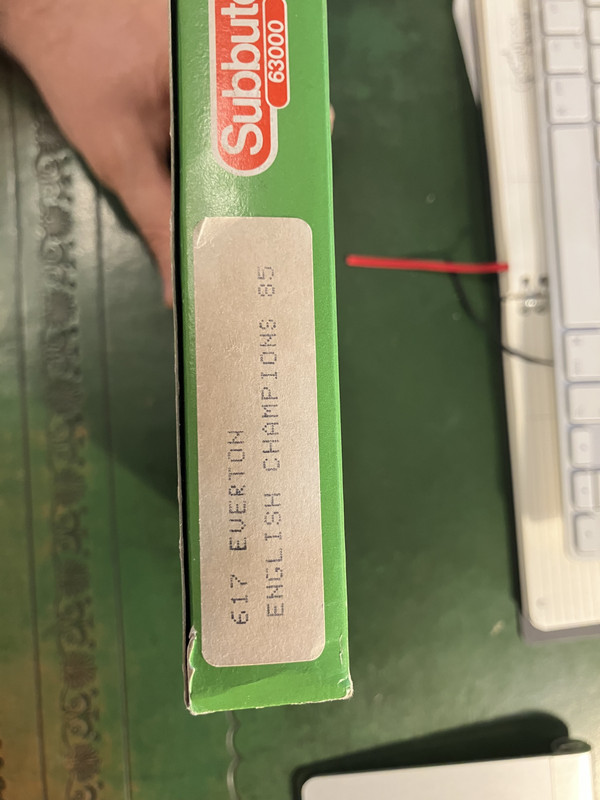 Subbuteo
63000
617 EVERTON
ENGLISH CHAMPIONS 85